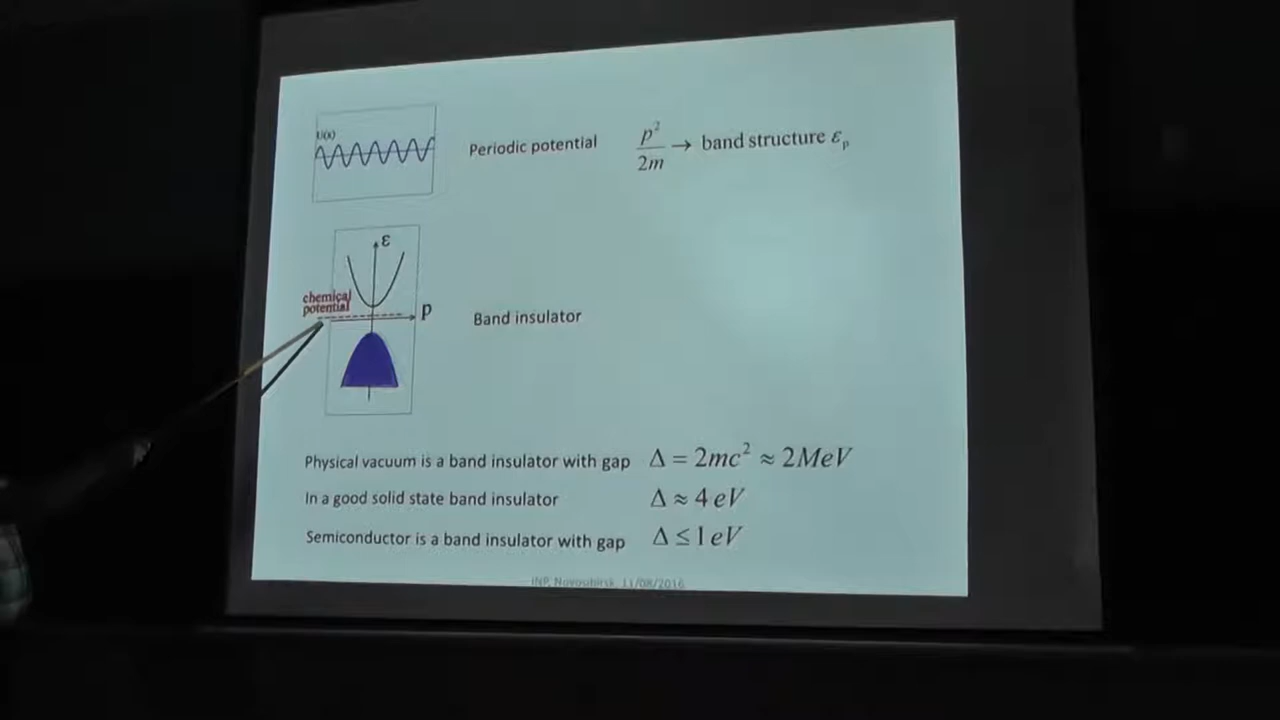 U(x)
Periodic potential
p²/2m → band structure εₚ
ε
chemical
potential
p
Band insulator
Physical vacuum is a band insulator with gap Δ = 2mc² ≈ 2MeV
In a good solid state band insulator Δ ≈ 4 eV
Semiconductor is a band insulator with gap Δ ≤ 1 eV
INP, Novosibirsk, 11/08/2016